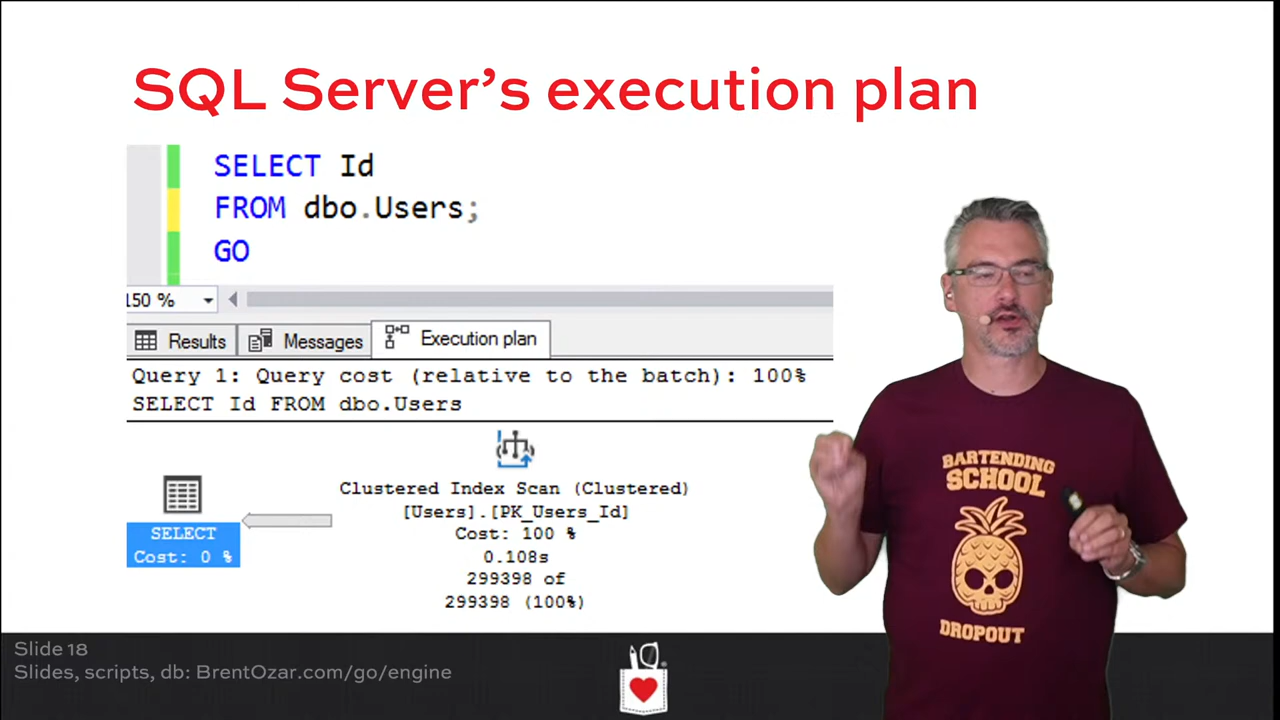 SQL Server’s execution plan
SELECT Id
FROM dbo.Users;
GO
150 %
Results Messages Execution plan
Query 1: Query cost (relative to the batch): 100%
SELECT Id FROM dbo.Users
Clustered Index Scan (Clustered)
[Users].[PK_Users_Id]
Cost: 100 %
0.108s
299398 of
299398 (100%)
SELECT
Cost: 0 %
BARTENDING
SCHOOL
DROPOUT
Slide 18
Slides, scripts, db: BrentOzar.com/go/engine